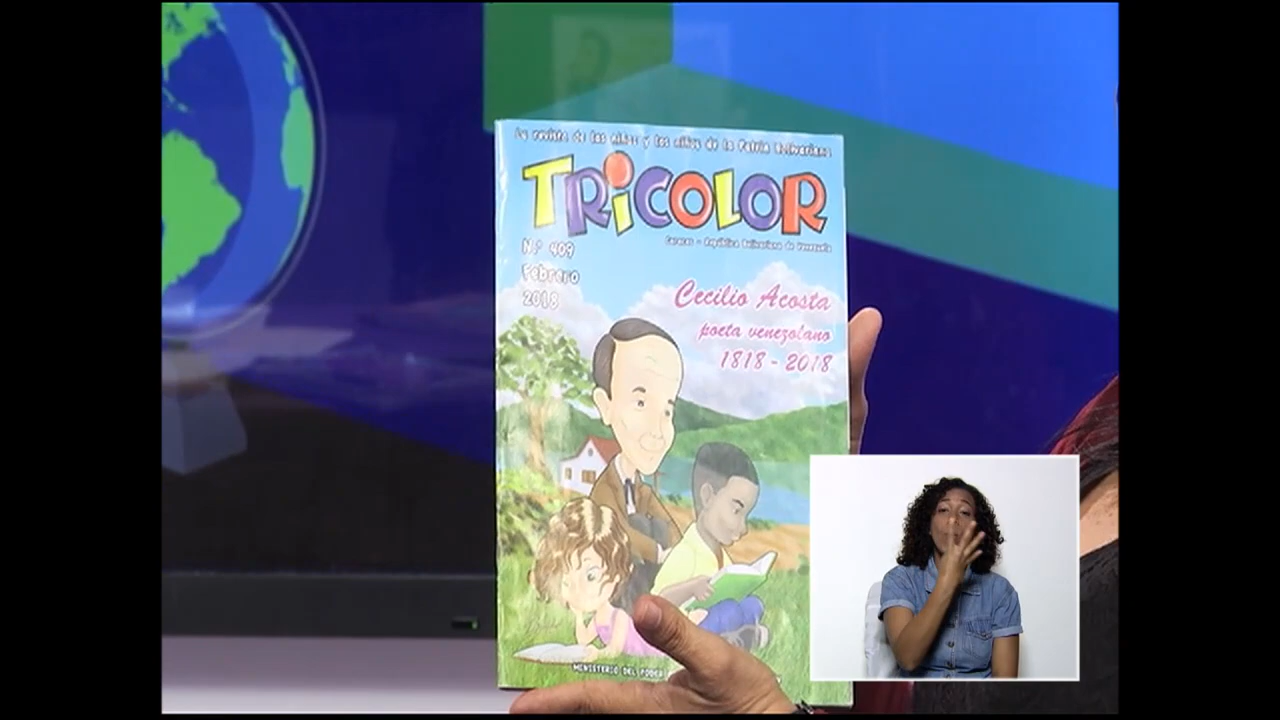 La revista de las niñas y los niños de la Patria Bolivariana
TRiCOLOR
Caracas - República Bolivariana de Venezuela
N.° 409
Febrero
2018
Cecilio Acosta
poeta venezolano
1818 - 2018
MINISTERIO DEL PODER